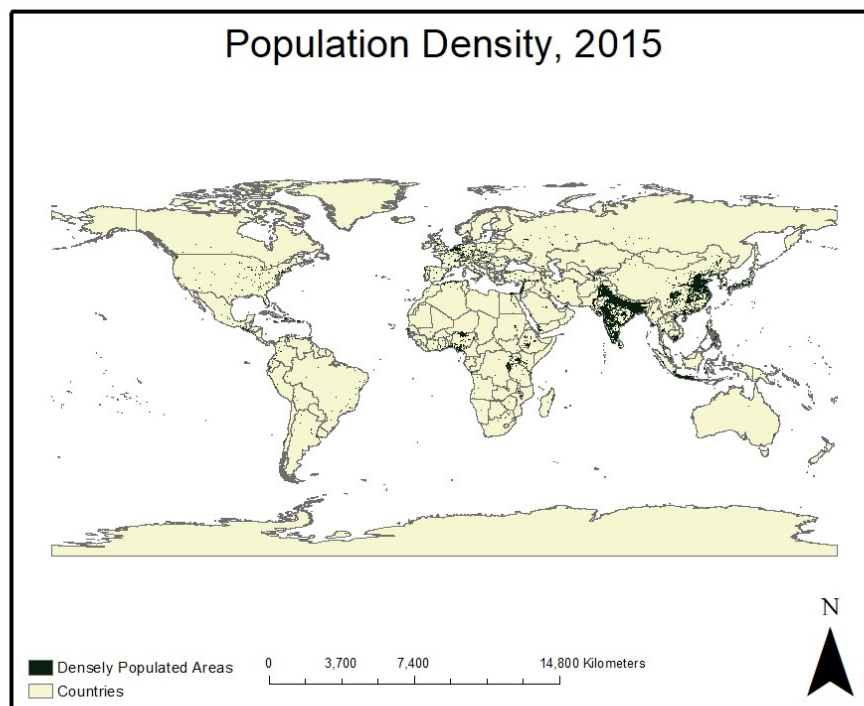 Population Density, 2015
N
Densely Populated Areas
Countries
0 3,700 7,400 14,800 Kilometers